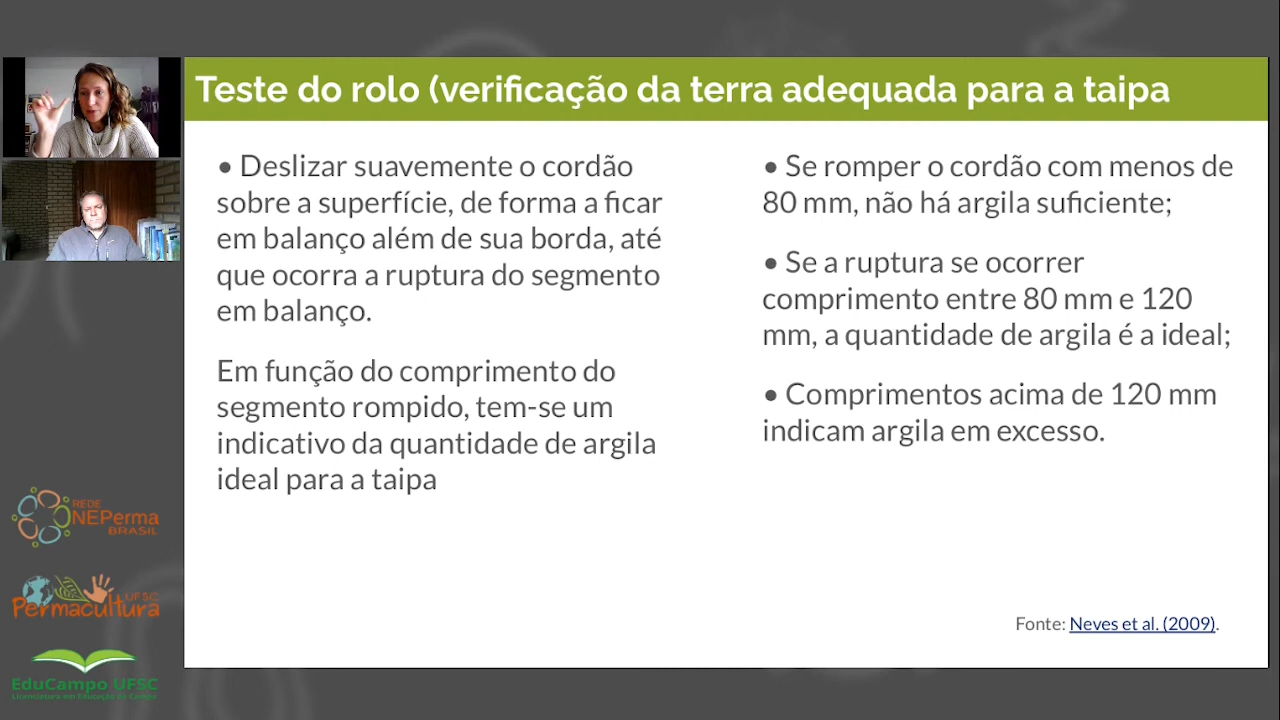 Teste do rolo (verificação da terra adequada para a taipa
• Deslizar suavemente o cordão
sobre a superfície, de forma a ficar
em balanço além de sua borda, até
que ocorra a ruptura do segmento
em balanço.
Em função do comprimento do
segmento rompido, tem-se um
indicativo da quantidade de argila
ideal para a taipa
• Se romper o cordão com menos de
80 mm, não há argila suficiente;
• Se a ruptura se ocorrer
comprimento entre 80 mm e 120
mm, a quantidade de argila é a ideal;
• Comprimentos acima de 120 mm
indicam argila em excesso.
Fonte: Neves et al. (2009).
REDE
NEPerma
BRASIL
UFSC
Permacultura
EduCampo UFSC
Licenciatura em Educação do Campo